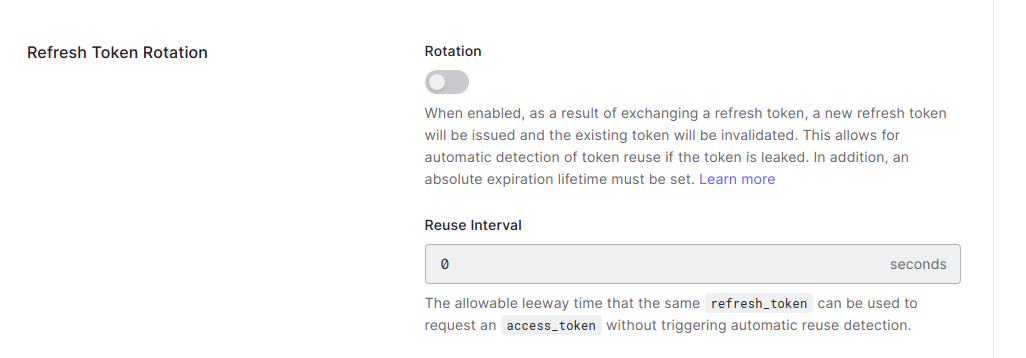 Refresh Token Rotation
Rotation
When enabled, as a result of exchanging a refresh token, a new refresh token
will be issued and the existing token will be invalidated. This allows for
automatic detection of token reuse if the token is leaked. In addition, an
absolute expiration lifetime must be set. Learn more
Reuse Interval
0 seconds
The allowable leeway time that the same refresh_token can be used to
request an access_token without triggering automatic reuse detection.